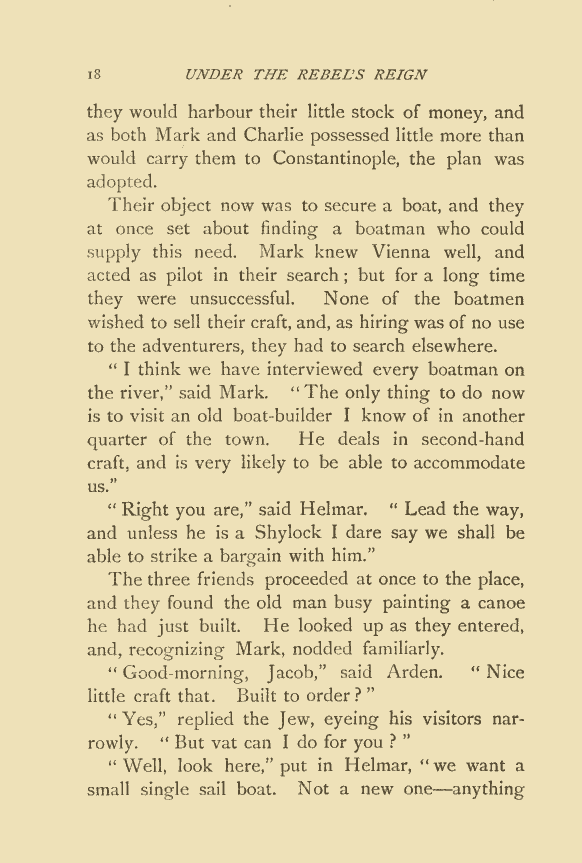 18 UNDER THE REBEL'S REIGN
they would harbour their little stock of money, and
as both Mark and Charlie possessed little more than
would carry them to Constantinople, the plan was
adopted.
Their object now was to secure a boat, and they
at once set about finding a boatman who could
supply this need. Mark knew Vienna well, and
acted as pilot in their search ; but for a long time
they were unsuccessful. None of the boatmen
wished to sell their craft, and, as hiring was of no use
to the adventurers, they had to search elsewhere.
“ I think we have interviewed every boatman on
the river,” said Mark. “ The only thing to do now
is to visit an old boat-builder I know of in another
quarter of the town. He deals in second-hand
craft, and is very likely to be able to accommodate
us.”
“ Right you are,” said Helmar. “ Lead the way,
and unless he is a Shylock I dare say we shall be
able to strike a bargain with him.”
The three friends proceeded at once to the place,
and they found the old man busy painting a canoe
he had just built. He looked up as they entered,
and, recognizing Mark, nodded familiarly.
“ Good-morning, Jacob,” said Arden. “ Nice
little craft that. Built to order ? ”
“ Yes,” replied the Jew, eyeing his visitors nar-
rowly. “ But vat can I do for you ? ”
“ Well, look here,” put in Helmar, “ we want a
small single sail boat. Not a new one—anything